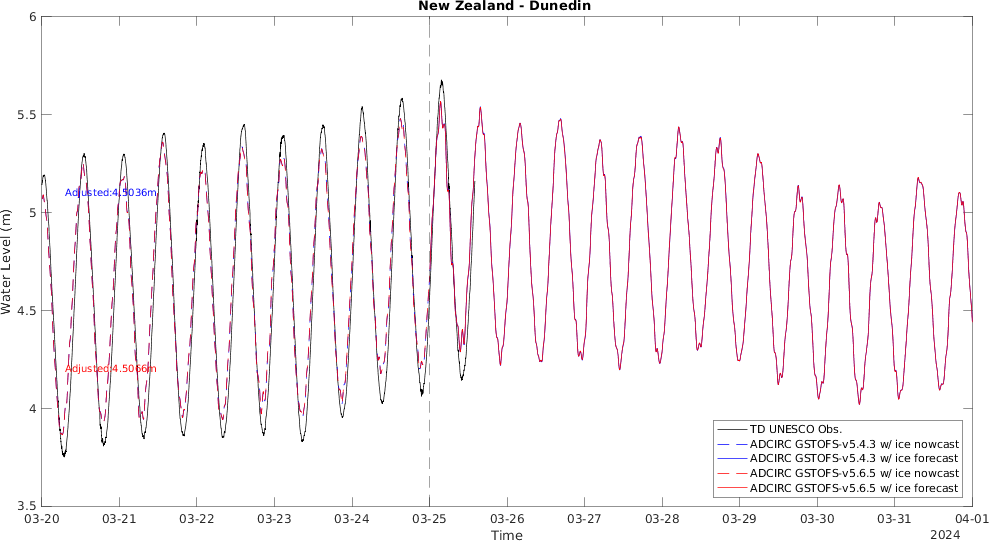 New Zealand - Dunedin
6
5.5
5
4.5
4
3.5
Water Level (m)
Adjusted:4.5036m
Adjusted:4.5066m
TD UNESCO Obs.
ADCIRC GSTOFS-v5.4.3 w/ ice nowcast
ADCIRC GSTOFS-v5.4.3 w/ ice forecast
ADCIRC GSTOFS-v5.6.5 w/ ice nowcast
ADCIRC GSTOFS-v5.6.5 w/ ice forecast
03-20 03-21 03-22 03-23 03-24 03-25 03-26 03-27 03-28 03-29 03-30 03-31 04-01
Time
2024